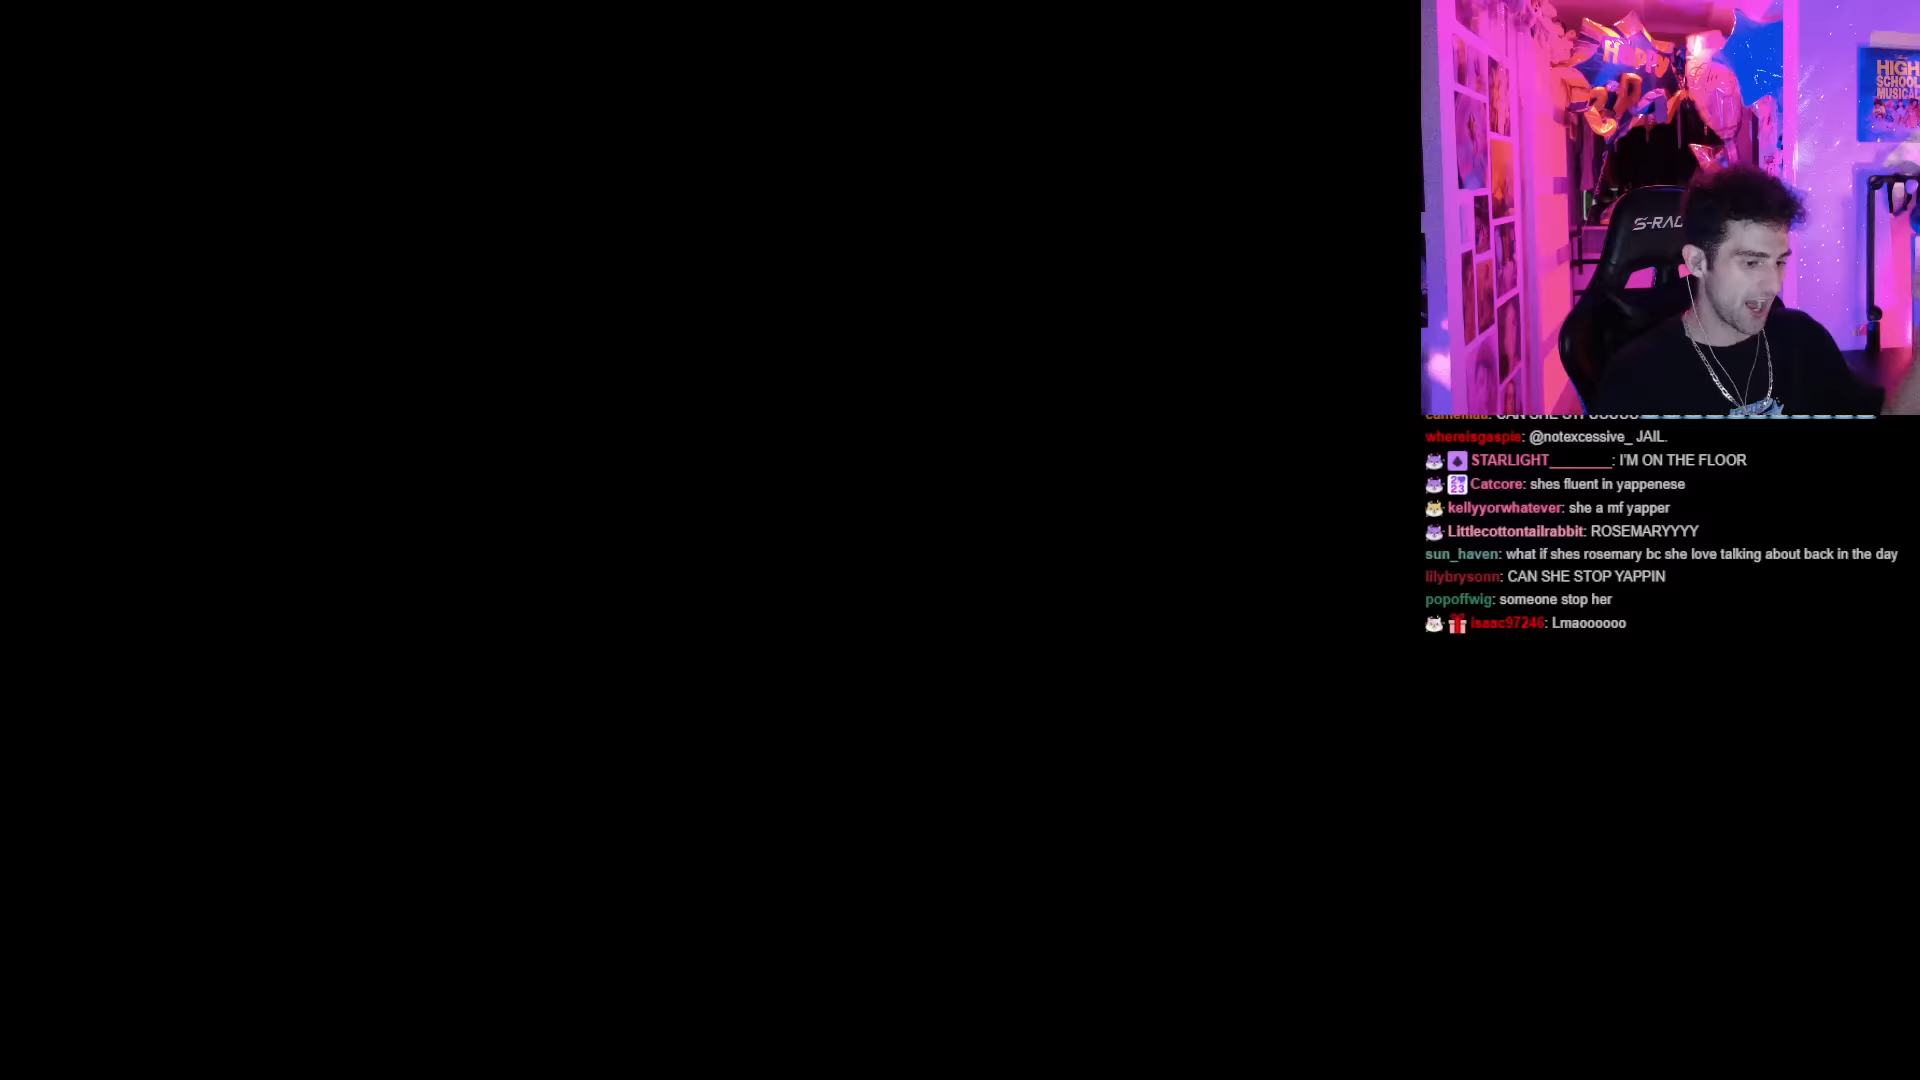 HAPPY
HIGH
SCHOOL
MUSICAL
S-RAC
whereisgaspie: @notexcessive_ JAIL.
STARLIGHT________: I'M ON THE FLOOR
Catcore: shes fluent in yappenese
kellyyorwhatever: she a mf yapper
Littlecottontailrabbit: ROSEMARYYYY
sun_haven: what if shes rosemary bc she love talking about back in the day
lilybrysonn: CAN SHE STOP YAPPIN
popoffwig: someone stop her
isaac97246: Lmaoooooo